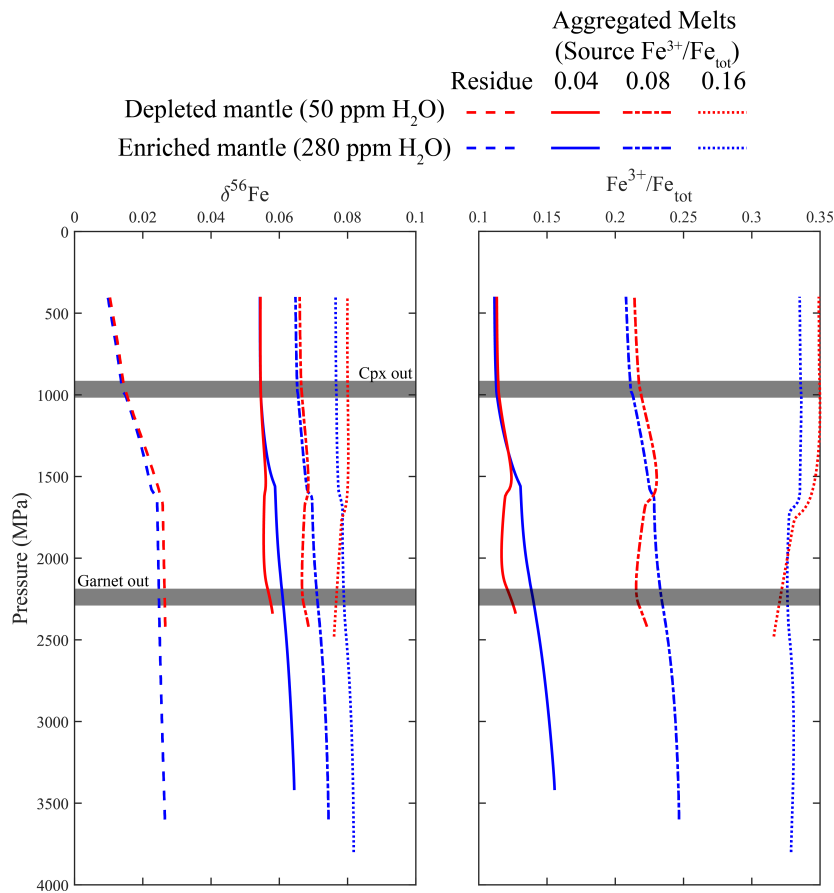 Aggregated Melts
(Source Fe³⁺/Fe_tot)
Residue 0.04 0.08 0.16
Depleted mantle (50 ppm H₂O)
Enriched mantle (280 ppm H₂O)
δ⁵⁶Fe
Fe³⁺/Fe_tot
0 0.02 0.04 0.06 0.08 0.1
0.1 0.15 0.2 0.25 0.3 0.35
0
500
1000
1500
2000
2500
3000
3500
4000
Pressure (MPa)
Cpx out
Garnet out